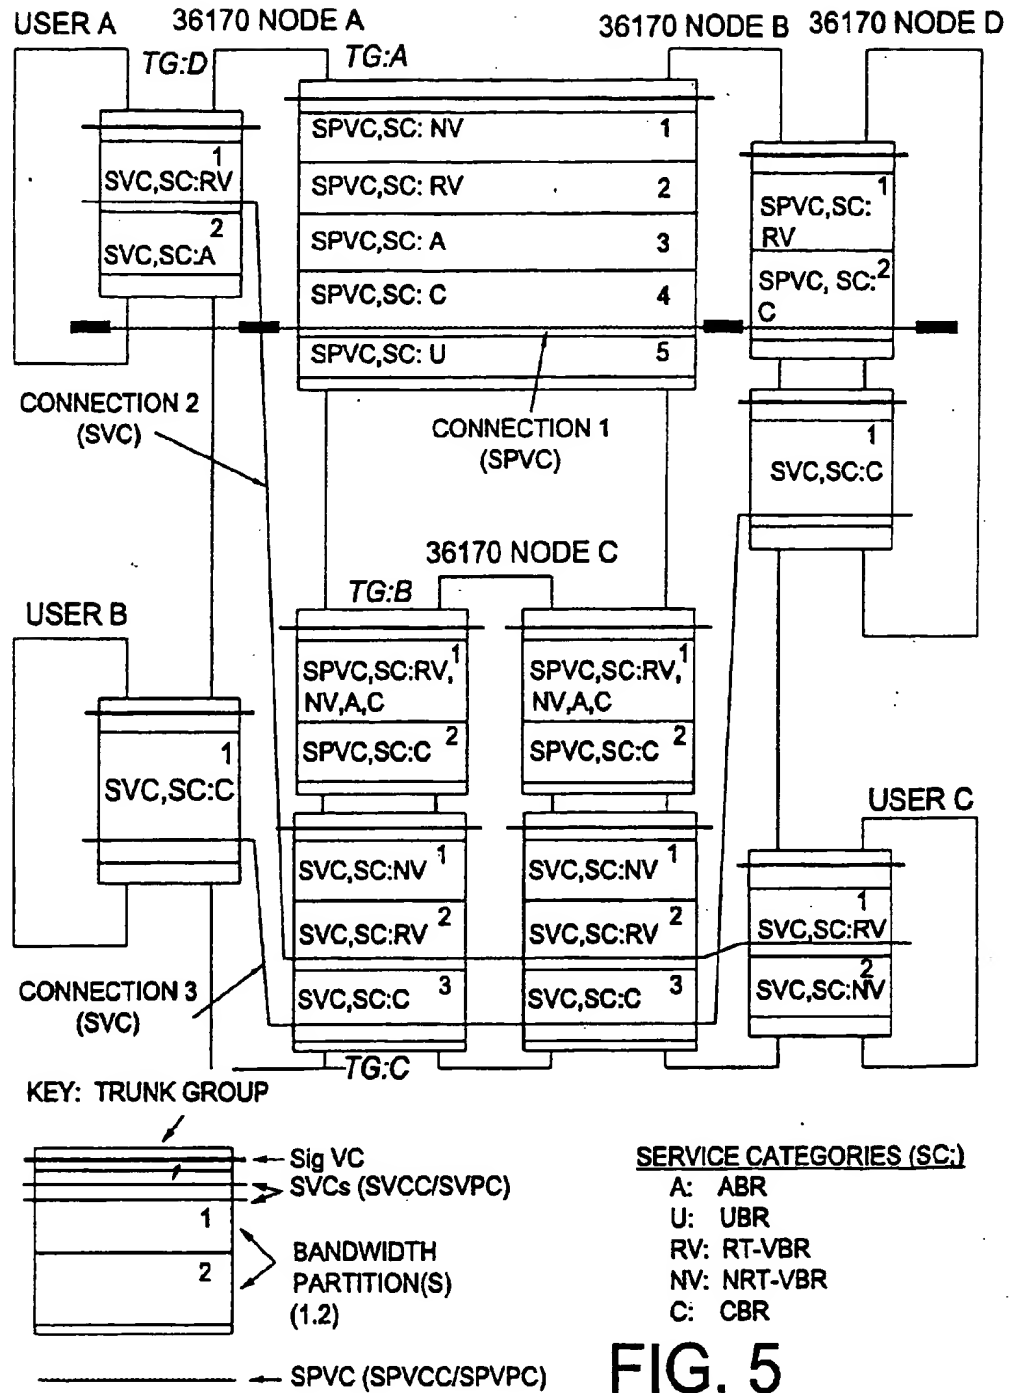 USER A
36170 NODE A
36170 NODE B
36170 NODE D
TG:D
TG:A
SPVC,SC: NV 1
SPVC,SC: RV 2
SPVC,SC: A 3
SPVC,SC: C 4
SPVC,SC: U 5
1
SVC,SC:RV
2
SVC,SC:A
1
SPVC,SC:
RV
2
SPVC, SC:
C
CONNECTION 2
(SVC)
CONNECTION 1
(SPVC)
1
SVC,SC:C
36170 NODE C
TG:B
USER B
SPVC,SC:RV, 1
NV,A,C
SPVC,SC:C 2
SPVC,SC:RV, 1
NV,A,C
SPVC,SC:C 2
1
SVC,SC:C
USER C
SVC,SC:NV 1
SVC,SC:RV 2
SVC,SC:C 3
SVC,SC:NV 1
SVC,SC:RV 2
SVC,SC:C 3
1
SVC,SC:RV
2
SVC,SC:NV
CONNECTION 3
(SVC)
TG:C
KEY: TRUNK GROUP
Sig VC
SVCs (SVCC/SVPC)
1
2
BANDWIDTH
PARTITION(S)
(1.2)
SPVC (SPVCC/SPVPC)
SERVICE CATEGORIES (SC;)
A: ABR
U: UBR
RV: RT-VBR
NV: NRT-VBR
C: CBR
FIG. 5